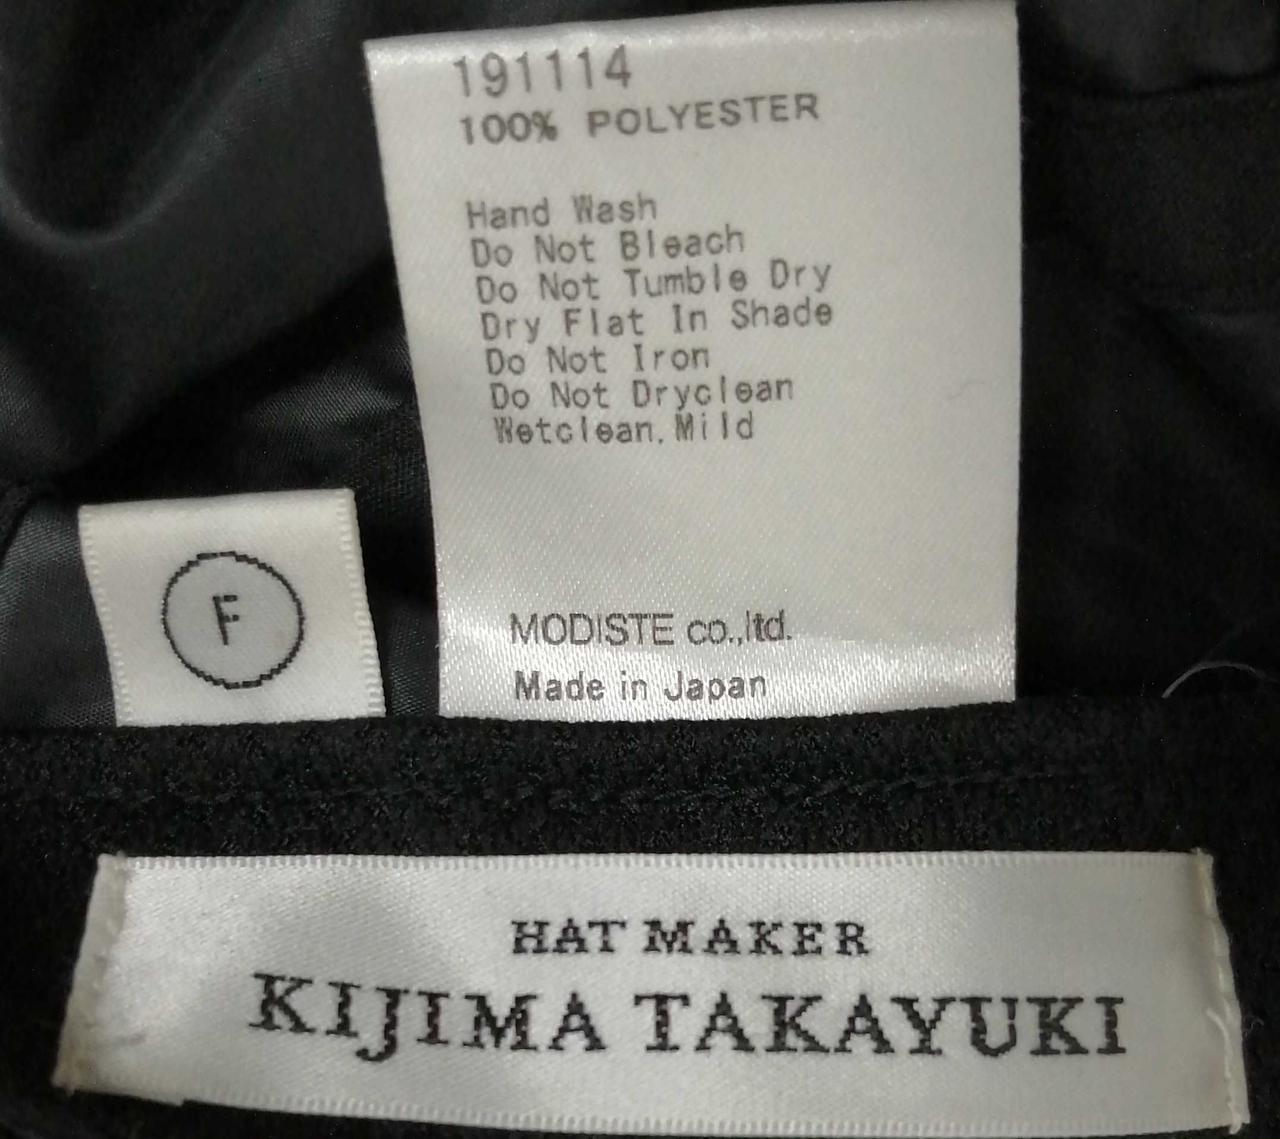 191114
100% POLYESTER
Hand Wash
Do Not Bleach
Do Not Tumble Dry
Dry Flat In Shade
Do Not Iron
Do Not Dryclean
Wetclean.Mild
MODISTE co.,ltd.
Made in Japan
F
HAT MAKER
KIJIMA TAKAYUKI